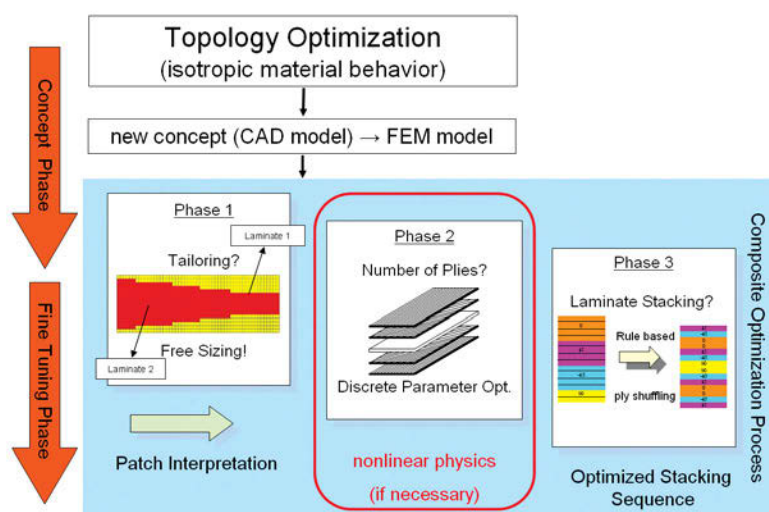 Topology Optimization
(isotropic material behavior)
new concept (CAD model) → FEM model
Concept Phase
Fine Tuning Phase
Phase 1
Laminate 1
Tailoring?
Free Sizing!
Laminate 2
Patch Interpretation
Phase 2
Number of Plies?
Discrete Parameter Opt.
nonlinear physics
(if necessary)
Phase 3
Laminate Stacking?
Rule based
ply shuffling
Optimized Stacking
Sequence
Composite Optimization Process